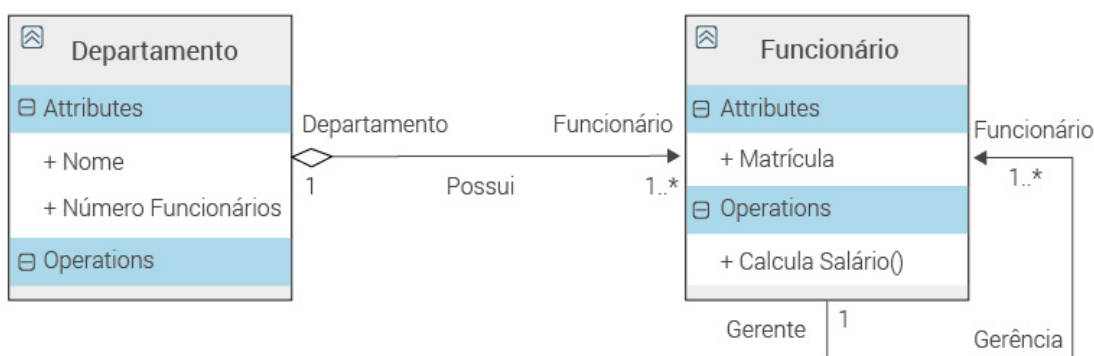 Departamento
Attributes
+ Nome
+ Número Funcionários
Operations
Departamento
1
Possui
Funcionário
1..*
Funcionário
Attributes
+ Matrícula
Operations
+ Calcula Salário()
Funcionário
1..*
Gerente
1
Gerência